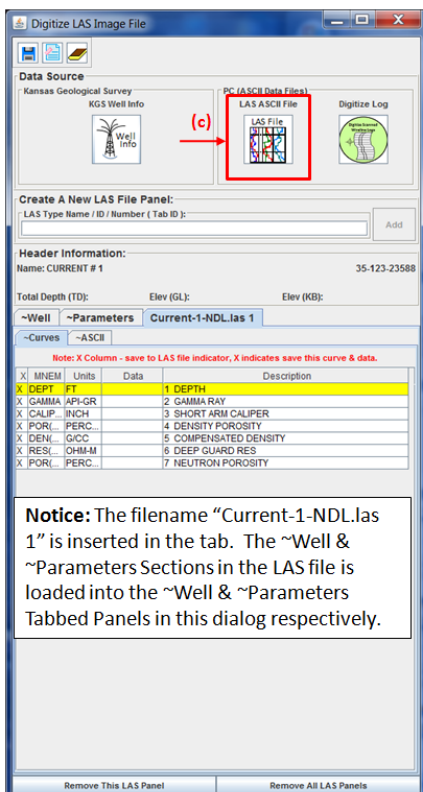 Digitize LAS Image File
Data Source
Kansas Geological Survey
KGS Well Info
Well
Info
(c)
PC (ASCII Data Files)
LAS ASCII File
LAS File
Digitize Log
Create A New LAS File Panel:
LAS Type Name / ID / Number ( Tab ID ):
Add
Header Information:
Name: CURRENT # 1 35-123-23588
Total Depth (TD): Elev (GL): Elev (KB):
~Well ~Parameters Current-1-NDL.las 1
~Curves ~ASCII
Note: X Column - save to LAS file indicator, X indicates save this curve & data.
X MNEM Units Data Description
X DEPT FT 1 DEPTH
X GAMMA API-GR 2 GAMMA RAY
X CALIP... INCH 3 SHORT ARM CALIPER
X POR(... PERC... 4 DENSITY POROSITY
X DEN(... G/CC 5 COMPENSATED DENSITY
X RES(... OHM-M 6 DEEP GUARD RES
X POR(... PERC... 7 NEUTRON POROSITY
Notice: The filename “Current-1-NDL.las
1” is inserted in the tab. The ~Well &
~Parameters Sections in the LAS file is
loaded into the ~Well & ~Parameters
Tabbed Panels in this dialog respectively.
Remove This LAS Panel Remove All LAS Panels